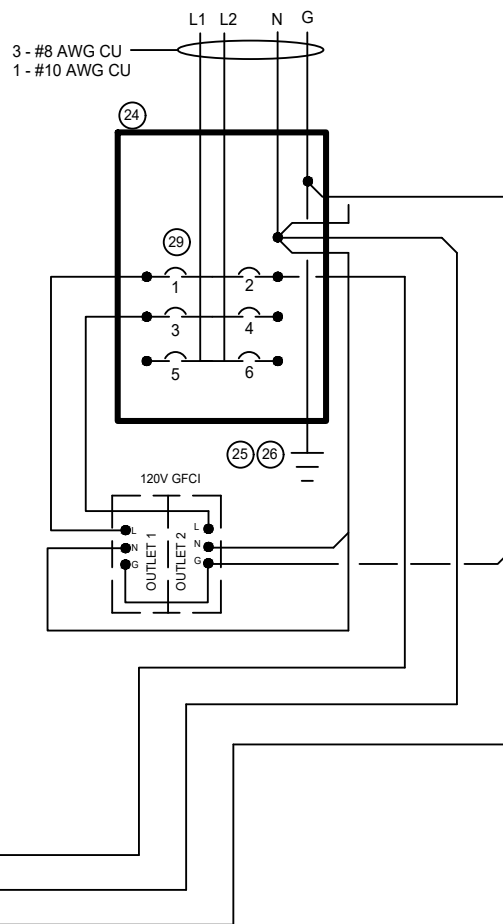 L1 L2 N G
3 - #8 AWG CU
1 - #10 AWG CU
24
29
1 2
3 4
5 6
25 26
120V GFCI
L L
N N
G G
OUTLET 1
OUTLET 2